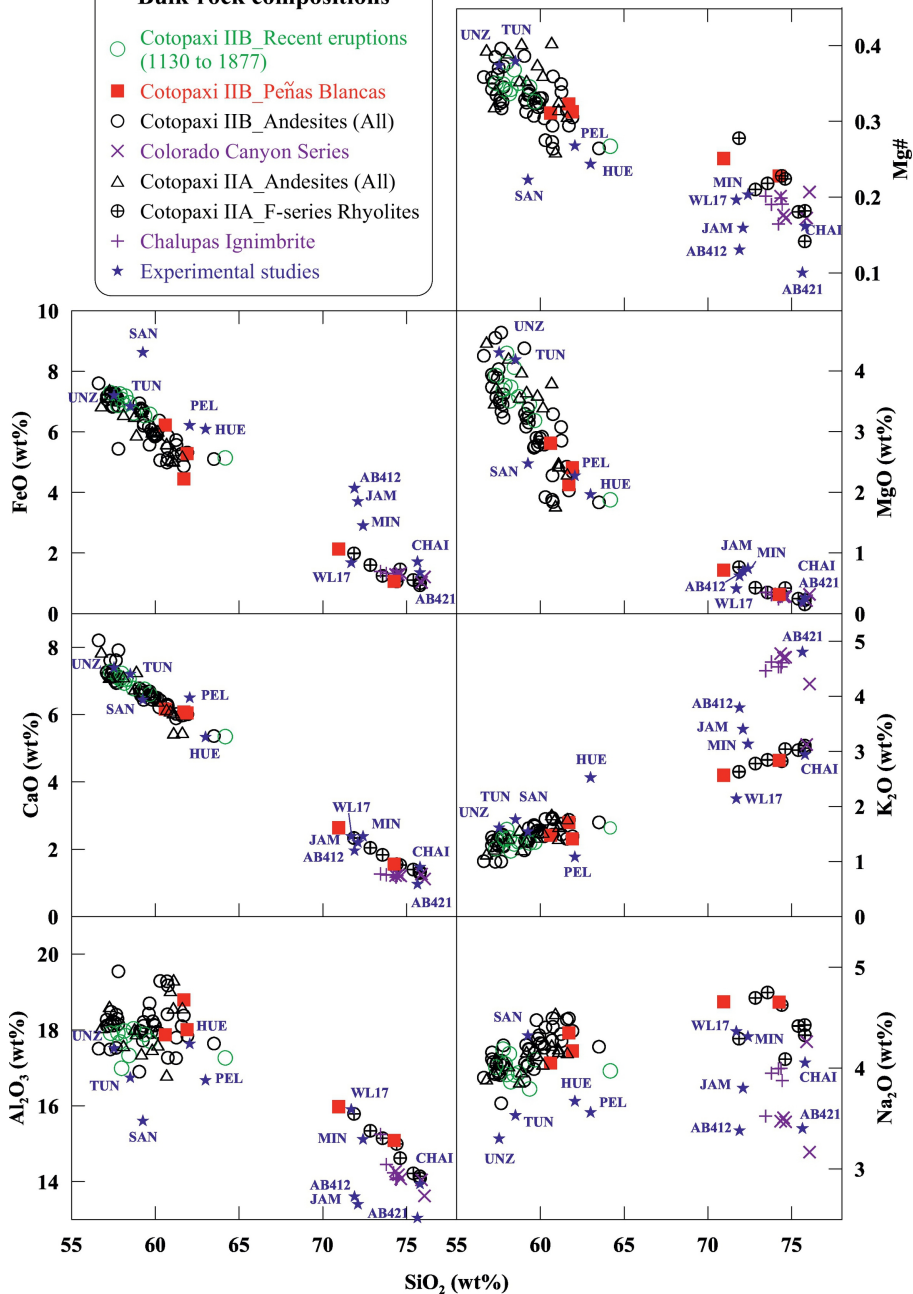 Bulk-rock compositions
Cotopaxi IIB_Recent eruptions
(1130 to 1877)
Cotopaxi IIB_Peñas Blancas
Cotopaxi IIB_Andesites (All)
Colorado Canyon Series
Cotopaxi IIA_Andesites (All)
Cotopaxi IIA_F-series Rhyolites
Chalupas Ignimbrite
Experimental studies
UNZ
TUN
PEL
HUE
SAN
MIN
WL17
JAM
CHAI
AB412
AB421
0.4
0.3
0.2
0.1
Mg#
10
8
6
4
2
0
FeO (wt%)
SAN
TUN
UNZ
PEL
HUE
AB412
JAM
MIN
CHAI
WL17
AB421
UNZ
TUN
SAN
PEL
HUE
JAM
MIN
CHAI
AB412
AB421
WL17
4
3
2
1
0
MgO (wt%)
8
6
4
2
0
CaO (wt%)
UNZ
TUN
SAN
PEL
HUE
WL17
MIN
JAM
AB412
CHAI
AB421
AB421
AB412
JAM
MIN
HUE
TUN
SAN
UNZ
CHAI
WL17
PEL
5
4
3
2
1
0
K2O (wt%)
20
18
16
14
Al2O3 (wt%)
UNZ
HUE
TUN
PEL
SAN
WL17
MIN
CHAI
AB412
JAM
AB421
SAN
WL17
MIN
CHAI
HUE
JAM
TUN
PEL
AB412
AB421
UNZ
5
4
3
Na2O (wt%)
55
60
65
70
75
60
65
70
75
SiO2 (wt%)